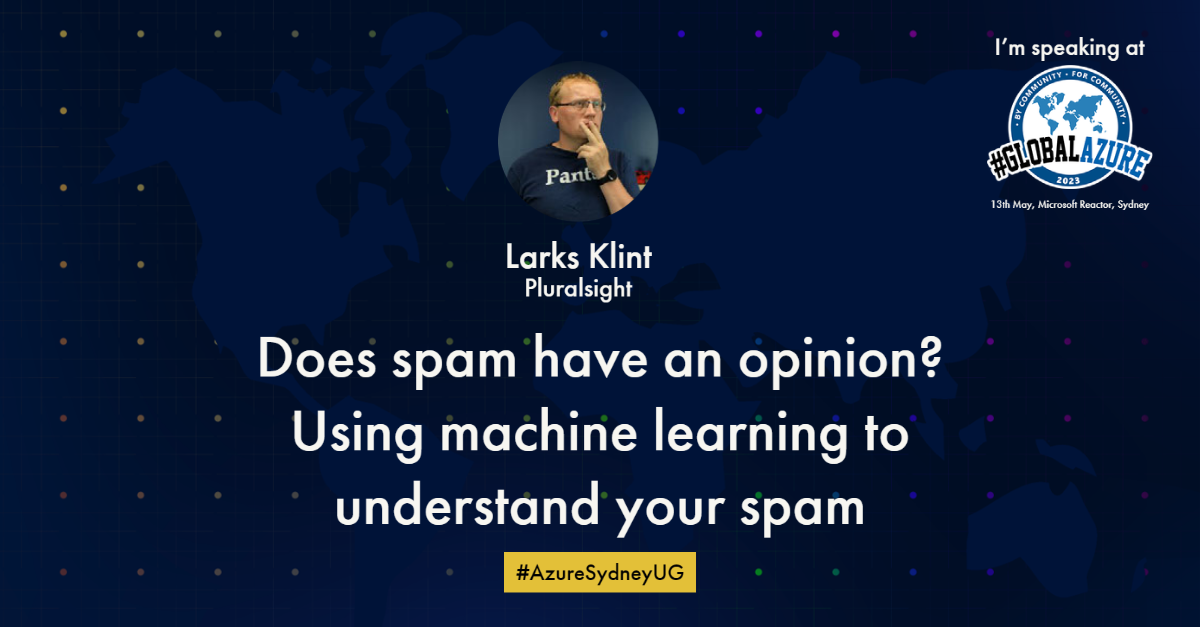 I'm speaking at
BY COMMUNITY • FOR COMMUNITY
#GLOBALAZURE
2023
13th May, Microsoft Reactor, Sydney
Pants
Larks Klint
Pluralsight
Does spam have an opinion?
Using machine learning to
understand your spam
#AzureSydneyUG